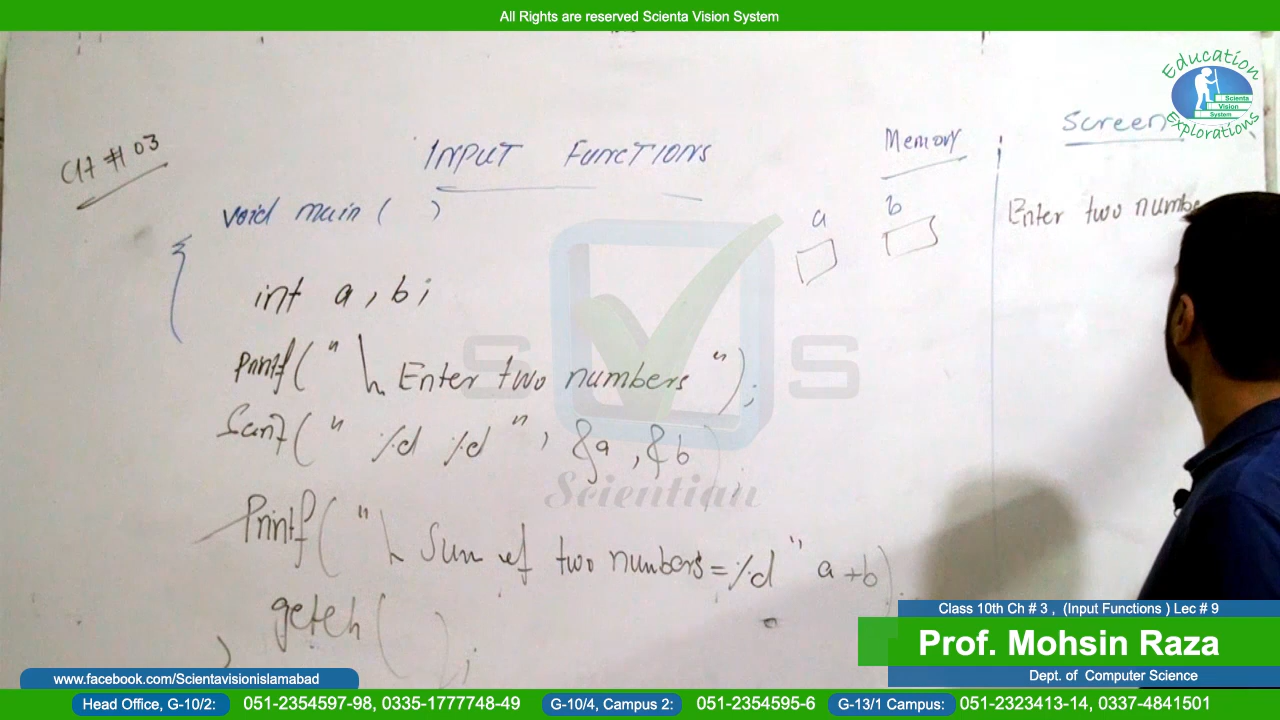 All Rights are reserved Scienta Vision System
Education
Scienta
Vision
System
Explorations
CH # 03
INPUT FUNCTIONS
Memory
Screen
void main ( )
{
a b
Enter two numbe
int a, b;
Printf(" \n Enter two numbers ");
Scanf(" %d %d ", &a, &b);
Printf(" \n Sum of two numbers = %d " a+b)
getch( );
}
S S
Scientian
Class 10th Ch # 3 , (Input Functions ) Lec # 9
Prof. Mohsin Raza
Dept. of Computer Science
www.facebook.com/Scientavisionislamabad
Head Office, G-10/2: 051-2354597-98, 0335-1777748-49 G-10/4, Campus 2: 051-2354595-6 G-13/1 Campus: 051-2323413-14, 0337-4841501